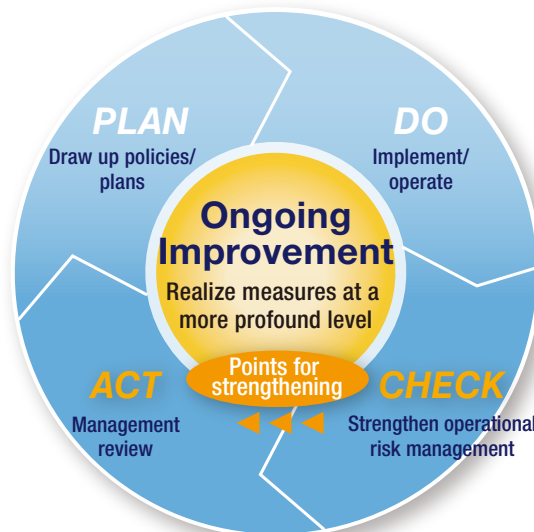 PLAN
Draw up policies/
plans
DO
Implement/
operate
Ongoing
Improvement
Realize measures at a
more profound level
Points for
strengthening
ACT
Management
review
CHECK
Strengthen operational
risk management